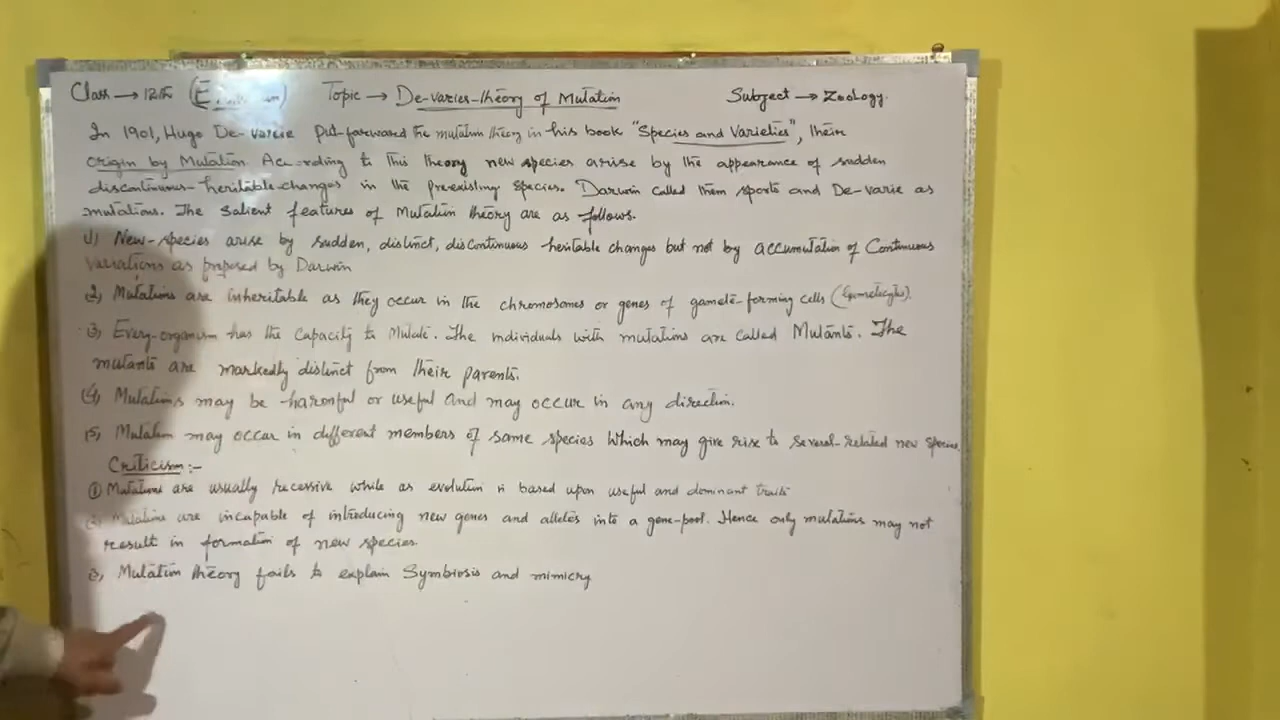 Class → 12th (E
Topic → De-varies-theory of Mutation
Subject → Zoology.
In 1901, Hugo De-varie put-forwared the mutation theory in his book "Species and Varieties", their
origin by Mutation. According to this theory new species arise by the appearance of sudden
discontinuous-heritable-changes in the Pre-existing species. Darwin called them sports and De-varie as
mutations. The salient features of Mutation theory are as follows.
1) New-species arise by sudden, distinct, discontinuous heritable changes but not by accumutation of Continuous
variations as proposed by Darwin
2) Mutations are inheritable as they occur in the chromosomes or genes of gamete-forming cells
3) Every-organism has the capacity to Mutate. The individuals with mutations are called Mutants. The
mutants are markedly distinct from their parents.
(4) Mutations may be harmful or useful and may occur in any direction.
(5) Mutation may occur in different members of same species which may give rise to several-related new species.
Criticism:-
① Mutations are usually recessive while as evolution is based upon useful and dominant traits
(2) Mutations are incapable of introducing new genes and alleles into a gene-pool. Hence only mutations may not
result in formation of new species.
3) Mutation theory fails to explain Symbiosis and mimicry